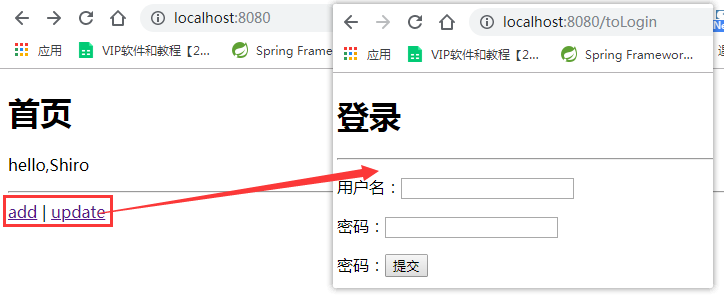 localhost:8080
应用 VIP软件和教程【2... Spring Frame
首页
hello,Shiro
add | update
localhost:8080/toLogin
应用 VIP软件和教程【2... Spring Framewor...
登录
用户名：
密码：
密码： 提交